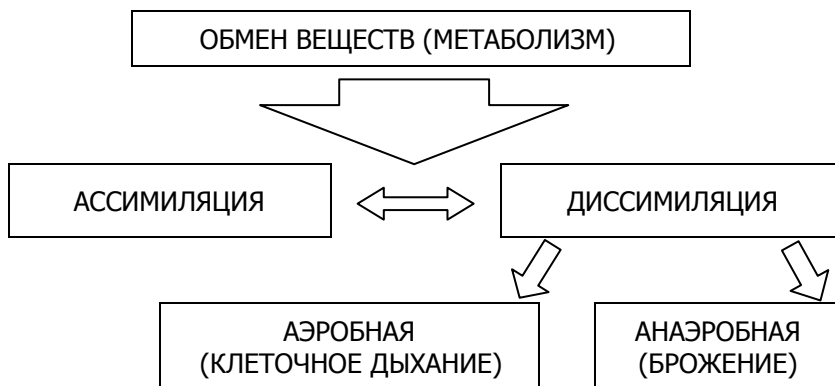 ОБМЕН ВЕЩЕСТВ (МЕТАБОЛИЗМ)
АССИМИЛЯЦИЯ
ДИССИМИЛЯЦИЯ
АЭРОБНАЯ
(КЛЕТОЧНОЕ ДЫХАНИЕ)
АНАЭРОБНАЯ
(БРОЖЕНИЕ)